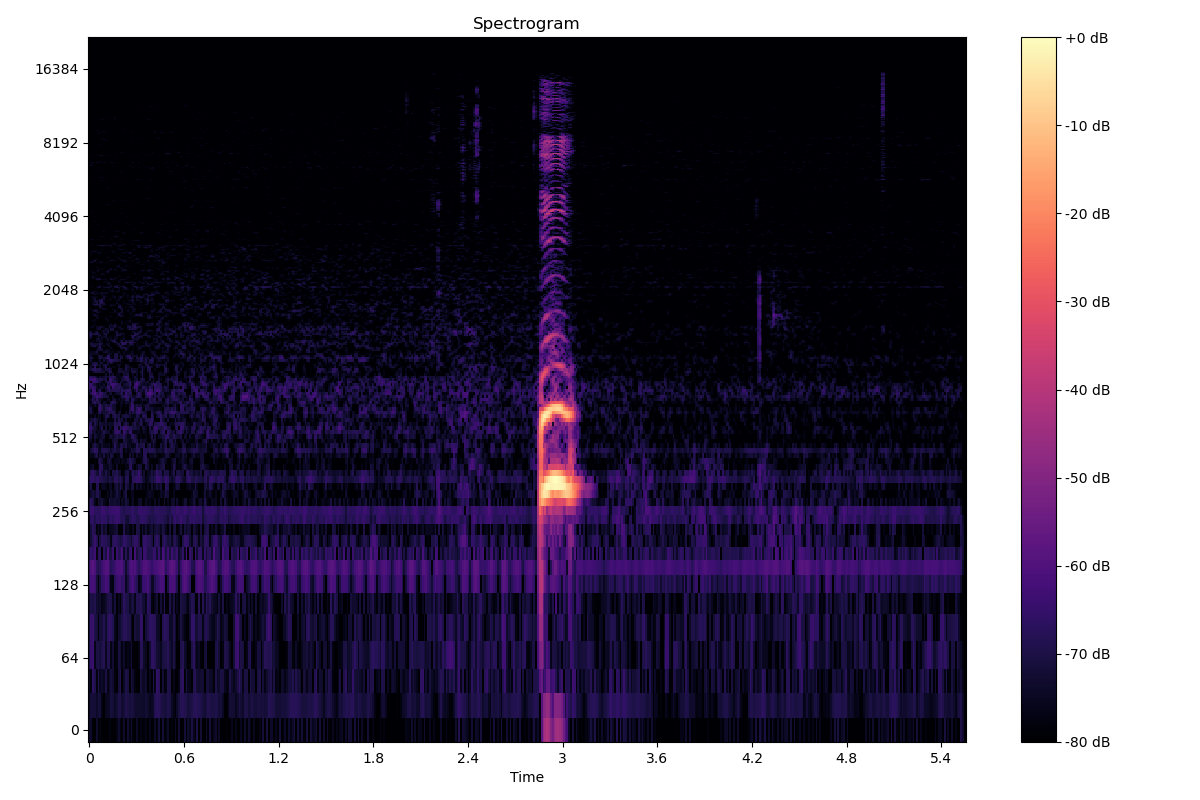 Spectrogram
Hz
16384
8192
4096
2048
1024
512
256
128
64
0
0 0.6 1.2 1.8 2.4 3 3.6 4.2 4.8 5.4
Time
+0 dB
-10 dB
-20 dB
-30 dB
-40 dB
-50 dB
-60 dB
-70 dB
-80 dB